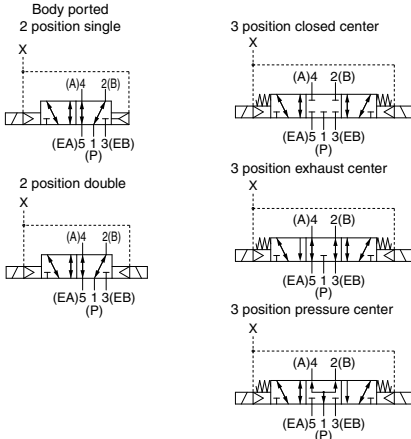 Body ported
2 position single
X
(A)4 2(B)
(EA)5 1 3(EB)
(P)
2 position double
X
(A)4 2(B)
(EA)5 1 3(EB)
(P)
3 position closed center
X
(A)4 2(B)
(EA)5 1 3(EB)
(P)
3 position exhaust center
X
(A)4 2(B)
(EA)5 1 3(EB)
(P)
3 position pressure center
X
(A)4 2(B)
(EA)5 1 3(EB)
(P)